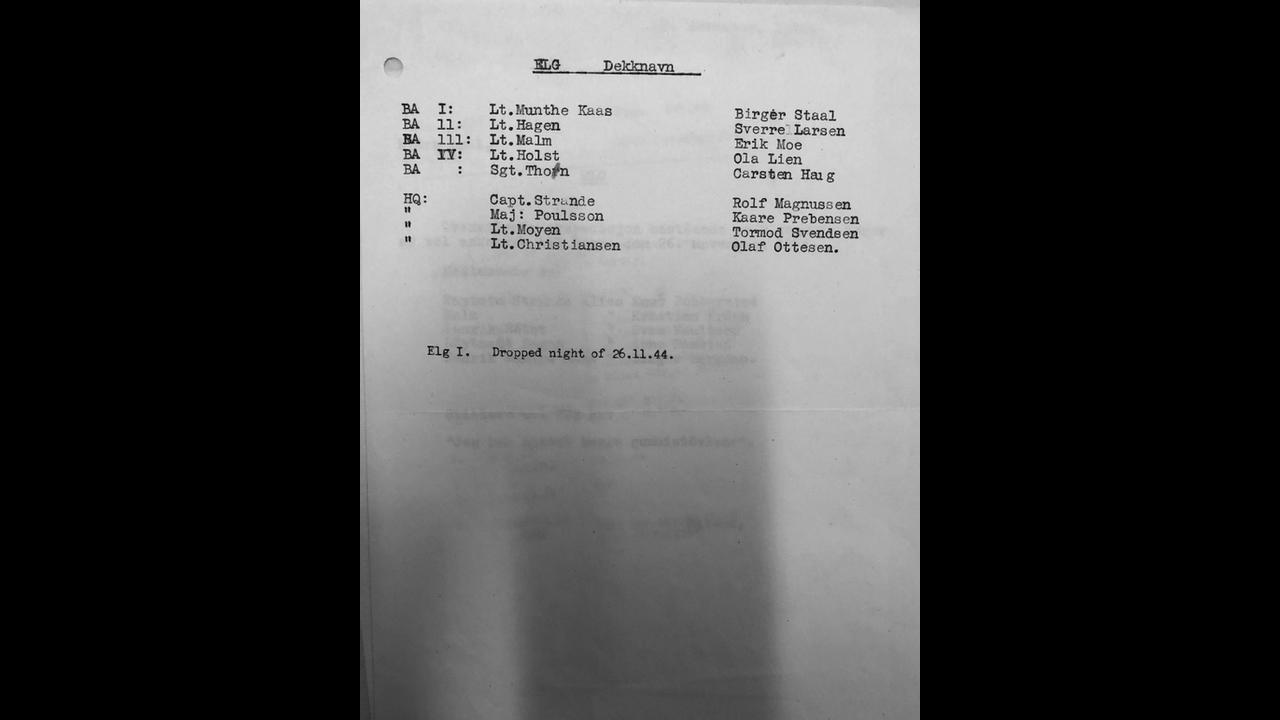 ELG Dekknavn
BA I: Lt.Munthe Kaas Birger Staal
BA ll: Lt.Hagen Sverre Larsen
BA lll: Lt.Malm Erik Moe
BA IV: Lt.Holst Ola Lien
BA : Sgt.Thorn Carsten Haug
HQ: Capt.Strande Rolf Magnussen
" Maj: Poulsson Kaare Prebensen
" Lt.Moyen Tormod Svendsen
" Lt.Christiansen Olaf Ottesen.
Elg I. Dropped night of 26.11.44.